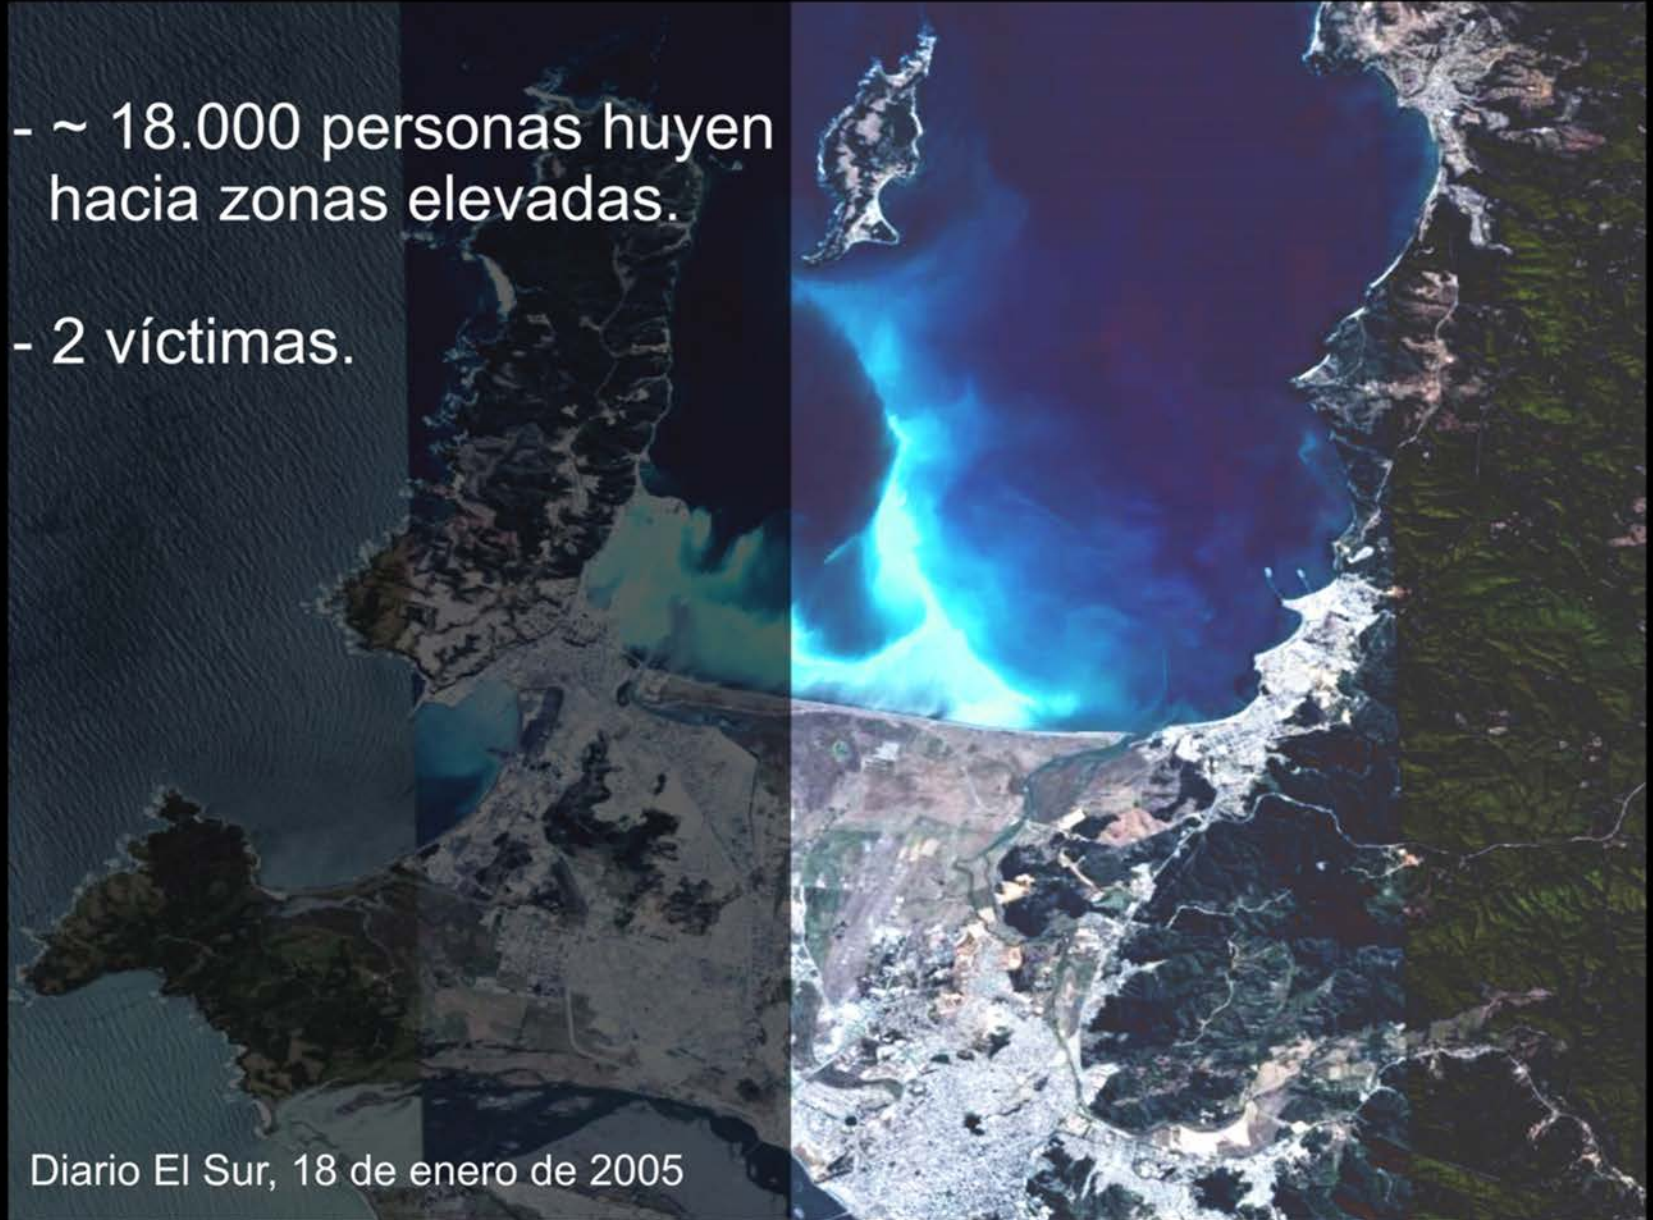 - ~ 18.000 personas huyen
hacia zonas elevadas.
- 2 víctimas.
Diario El Sur, 18 de enero de 2005